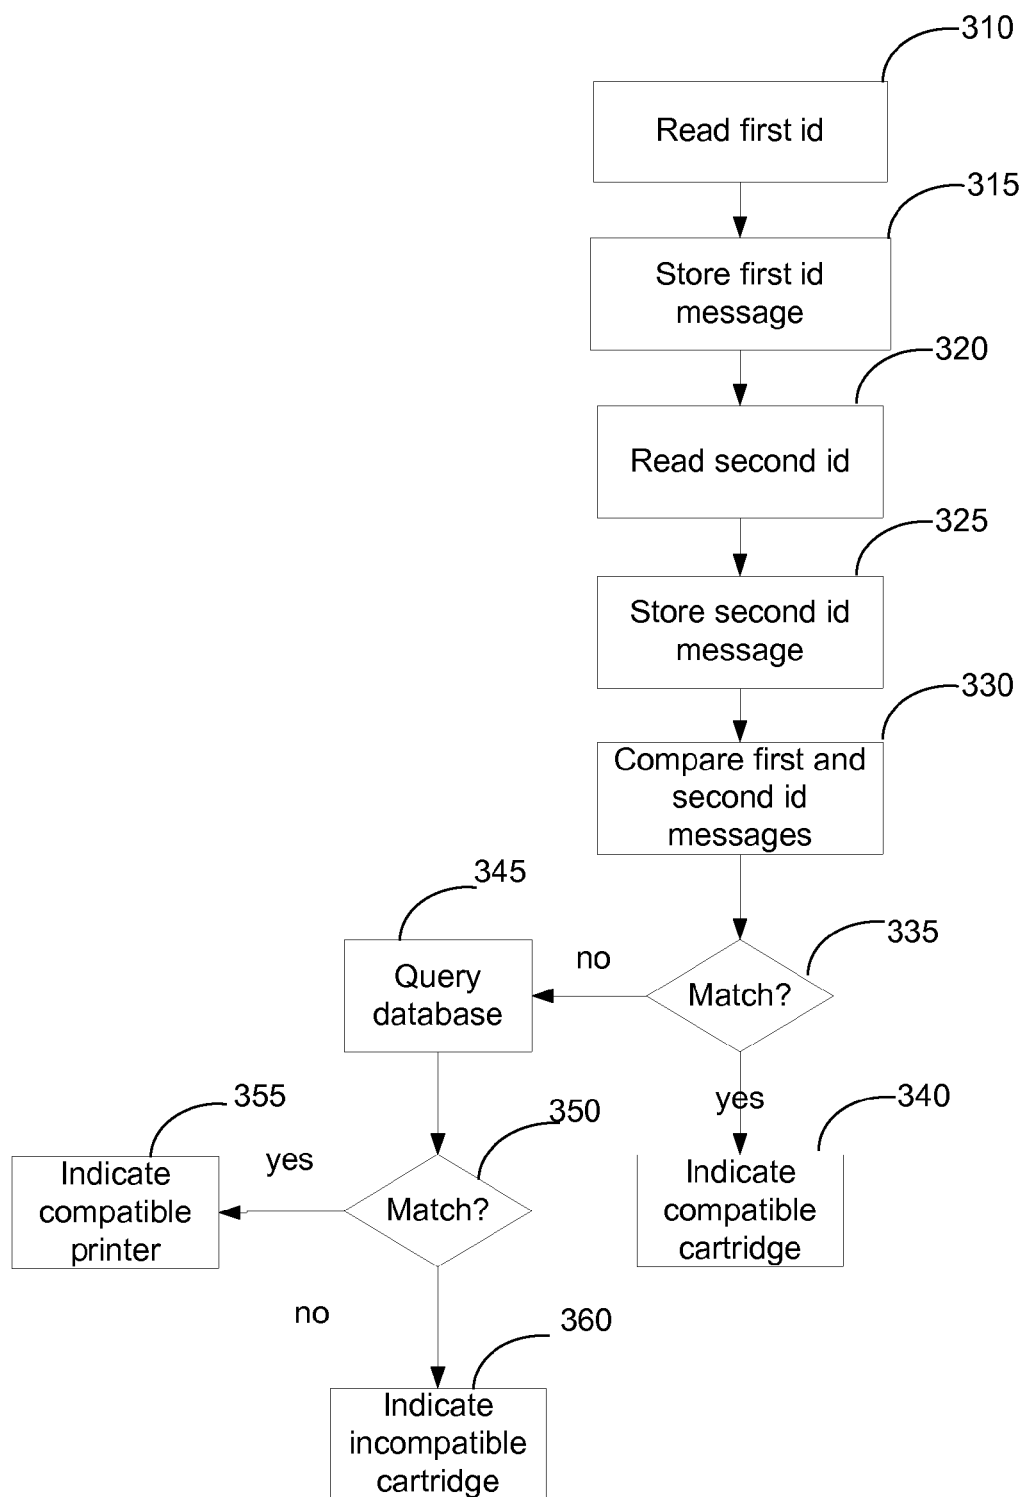 310
Read first id
315
Store first id
message
320
Read second id
325
Store second id
message
330
Compare first and
second id
messages
345
335
no
Query
database
Match?
355
350
yes
340
yes
Indicate
compatible
printer
Match?
Indicate
compatible
cartridge
no
360
Indicate
incompatible
cartridge